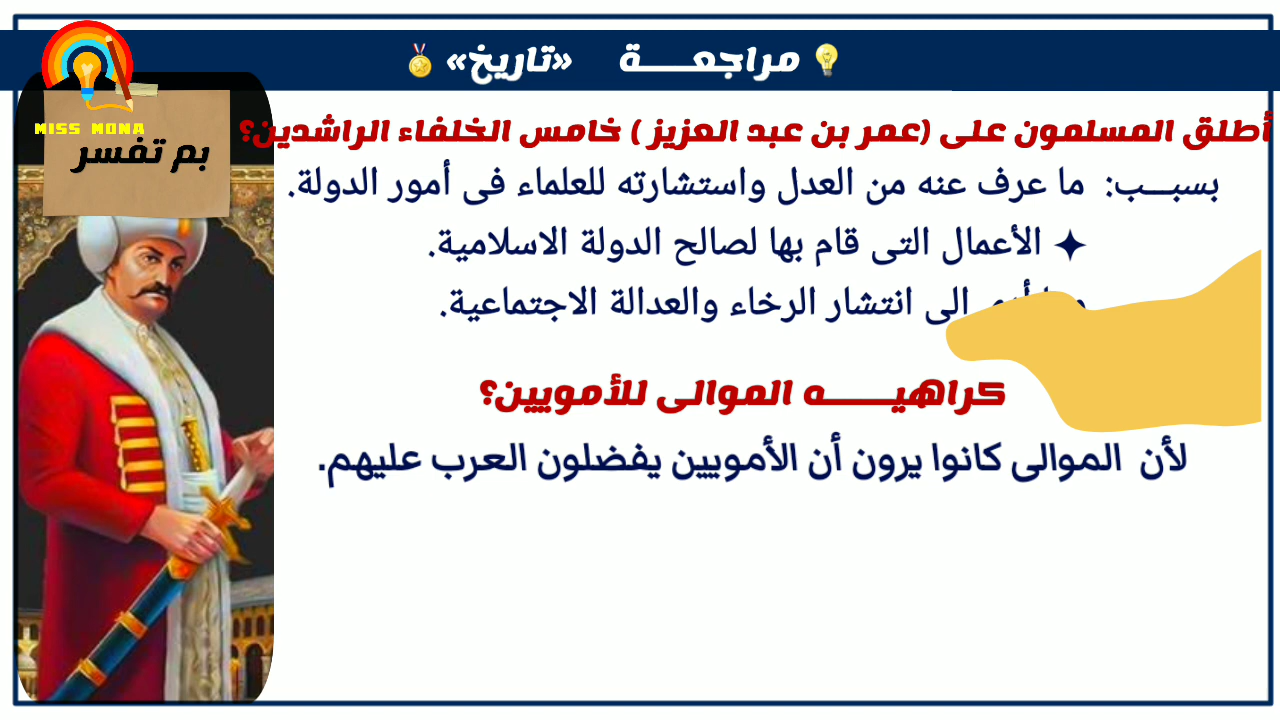 مراجعـــــة «تاريخ»
MISS MONA
بم تفسر
أطلق المسلمون على (عمر بن عبد العزيز ) خامس الخلفاء الراشدين؟
بسبـــب: ما عرف عنه من العدل واستشارته للعلماء فى أمور الدولة.
✦ الأعمال التى قام بها لصالح الدولة الاسلامية.
الى انتشار الرخاء والعدالة الاجتماعية.
كراهيـــــــه الموالى للأمويين؟
لأن الموالى كانوا يرون أن الأمويين يفضلون العرب عليهم.